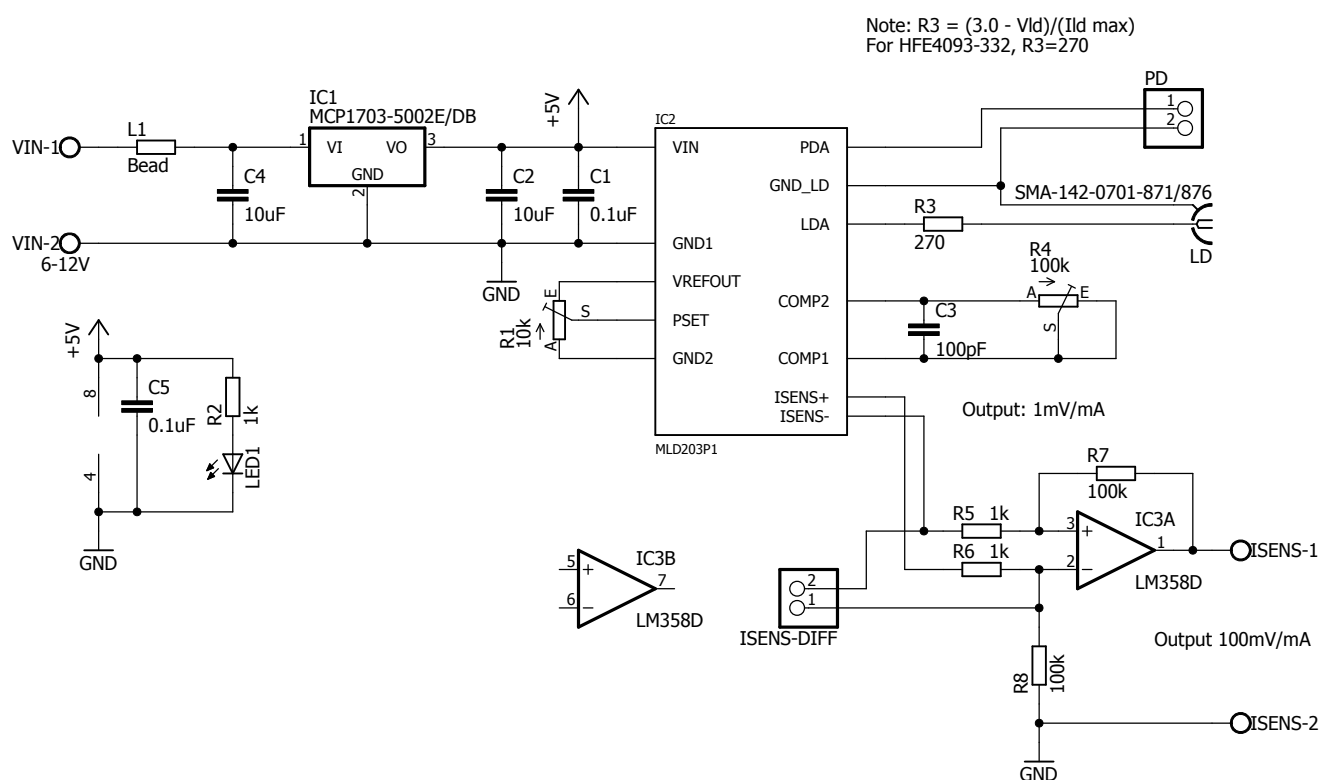 Note: R3 = (3.0 - Vld)/(Ild max)
For HFE4093-332, R3=270
PD
1
2
IC1
MCP1703-5002E/DB
+5V
IC2
VIN-1
L1
Bead
1
VI
VO
3
GND
2
C4
10uF
C2
10uF
C1
0.1uF
VIN-2
6-12V
GND
VIN
GND1
VREFOUT
PSET
GND2
PDA
GND_LD
LDA
COMP2
COMP1
ISENS+
ISENS-
MLD203P1
SMA-142-0701-871/876
R3
270
LD
R4
100k
A
E
S
C3
100pF
R1
10k
E
S
A
+5V
8
4
C5
0.1uF
R2
1k
LED1
GND
Output: 1mV/mA
R7
100k
R5 1k
R6 1k
3
2
1
+
−
IC3A
LM358D
ISENS-1
5
6
7
+
−
IC3B
LM358D
2
1
ISENS-DIFF
Output 100mV/mA
R8
100k
ISENS-2
GND